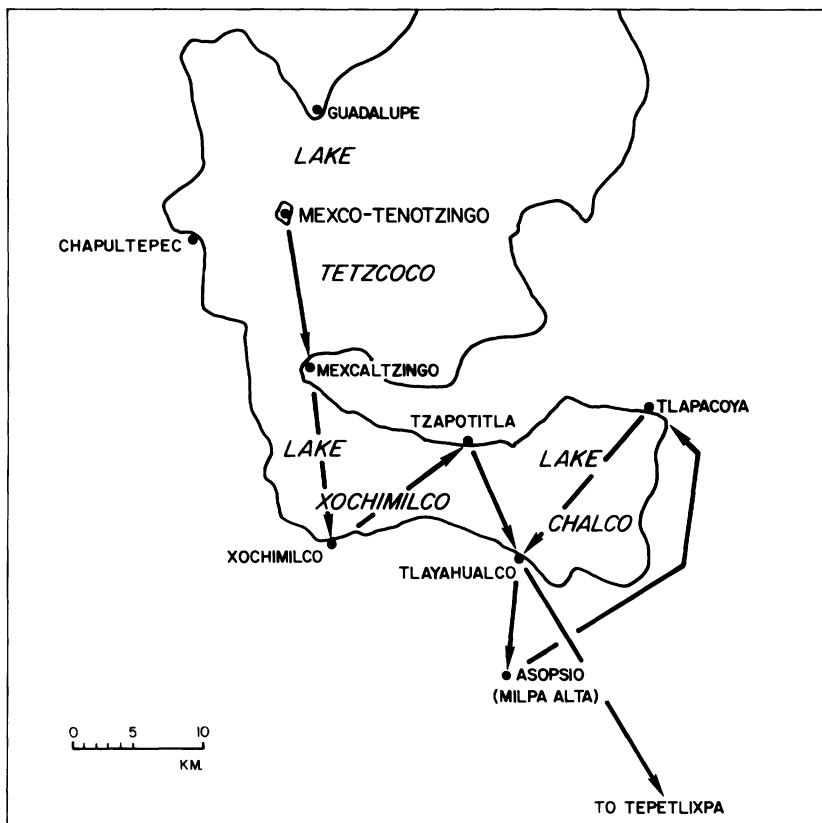 GUADALUPE
LAKE
MEXCO-TENOTZINGO
CHAPULTEPEC
TETZCOCO
MEXCALTZINGO
TLAPACOYA
TZAPOTITLA
LAKE
LAKE
XOCHIMILCO
CHALCO
XOCHIMILCO
TLAYAHUALCO
ASOPSIO
(MILPA ALTA)
0 5 10
KM.
TO TEPETLIXPA